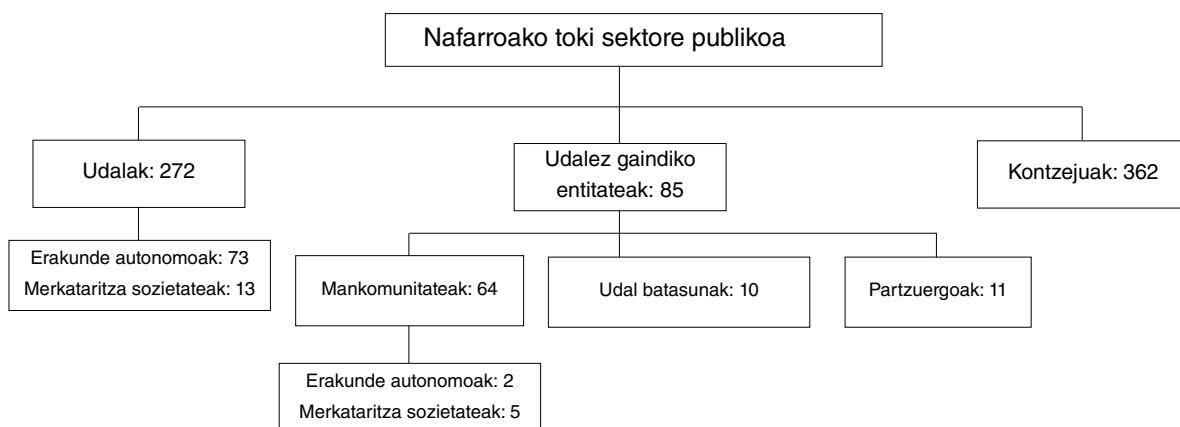 Nafarroako toki sektore publikoa
Udalak: 272
Udalez gaindiko
entitateak: 85
Kontzejuak: 362
Erakunde autonomoak: 73
Merkataritza sozietateak: 13
Mankomunitateak: 64
Udal batasunak: 10
Partzuergoak: 11
Erakunde autonomoak: 2
Merkataritza sozietateak: 5